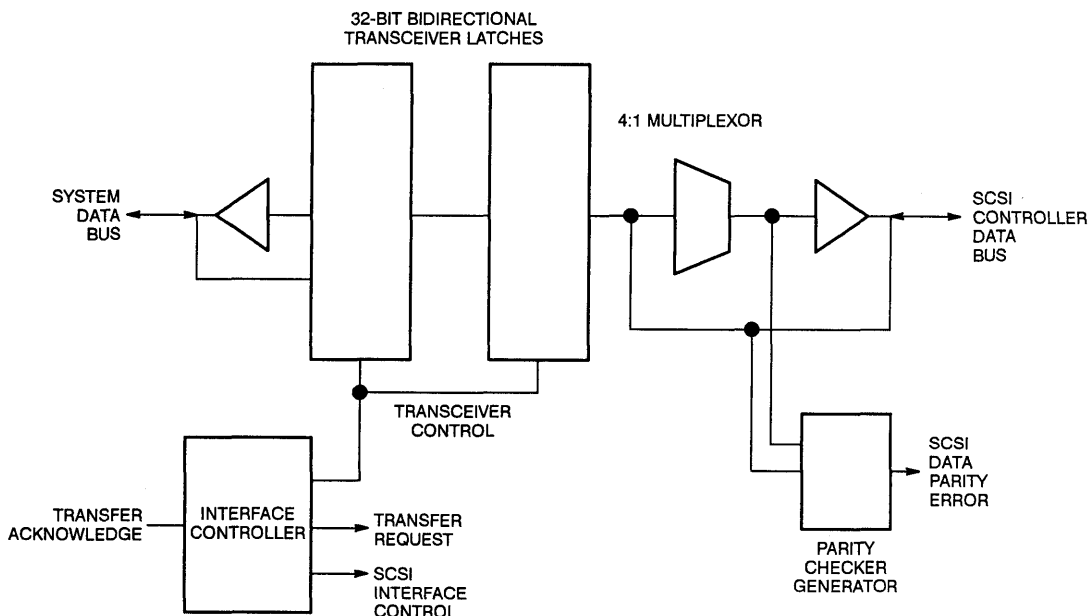 32-BIT BIDIRECTIONAL
TRANSCEIVER LATCHES
4:1 MULTIPLEXOR
SYSTEM
DATA
BUS
SCSI
CONTROLLER
DATA
BUS
TRANSCEIVER
CONTROL
TRANSFER
ACKNOWLEDGE
INTERFACE
CONTROLLER
TRANSFER
REQUEST
SCSI
INTERFACE
CONTROL
SCSI
DATA
PARITY
ERROR
PARITY
CHECKER
GENERATOR